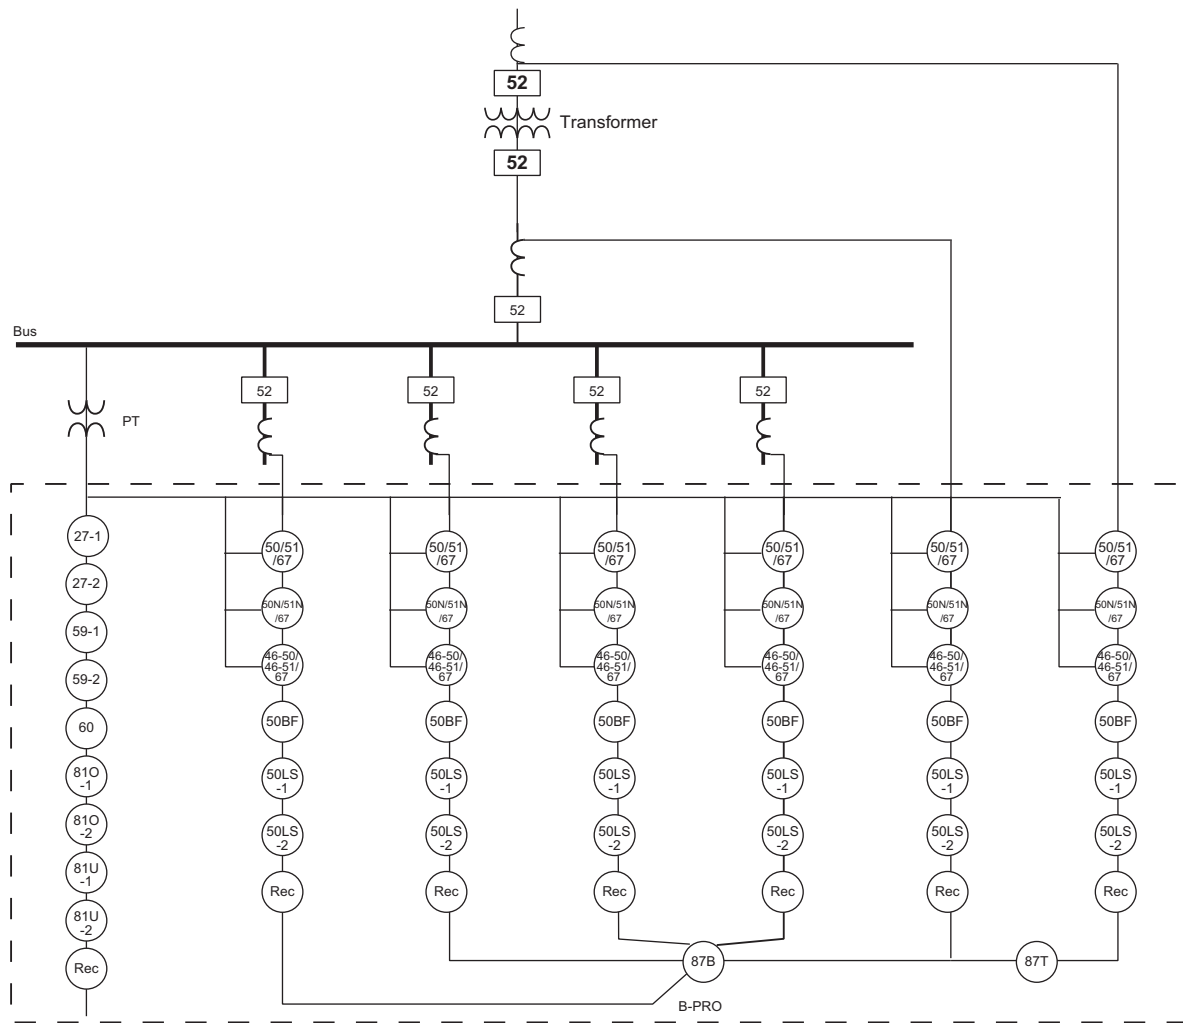 52
Transformer
52
52
Bus
52
52
52
52
PT
27-1
27-2
59-1
59-2
60
81O
-1
81O
-2
81U
-1
81U
-2
Rec
50/51
/67
50N/51N
/67
46-50/
46-51/
67
50BF
50LS
-1
50LS
-2
Rec
50/51
/67
50N/51N
/67
46-50/
46-51/
67
50BF
50LS
-1
50LS
-2
Rec
50/51
/67
50N/51N
/67
46-50/
46-51/
67
50BF
50LS
-1
50LS
-2
Rec
50/51
/67
50N/51N
/67
46-50/
46-51/
67
50BF
50LS
-1
50LS
-2
Rec
50/51
/67
50N/51N
/67
46-50/
46-51/
67
50BF
50LS
-1
50LS
-2
Rec
50/51
/67
50N/51N
/67
46-50/
46-51/
67
50BF
50LS
-1
50LS
-2
Rec
87B
87T
B-PRO